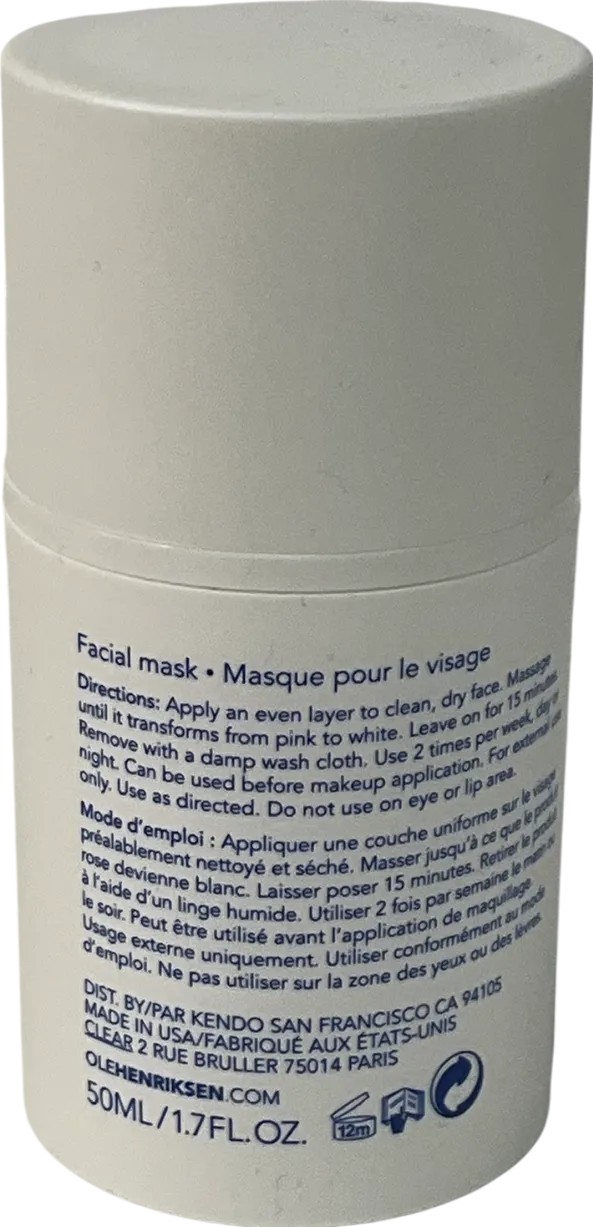 Facial mask • Masque pour le visage
Directions: Apply an even layer to clean, dry face. Massage
until it transforms from pink to white. Leave on for 15 minutes.
Remove with a damp wash cloth. Use 2 times per week, day or
night. Can be used before makeup application. For external use
only. Use as directed. Do not use on eye or lip area.
Mode d'emploi : Appliquer une couche uniforme sur le visage
préalablement nettoyé et séché. Masser jusqu'à ce que le produit
rose devienne blanc. Laisser poser 15 minutes. Retirer le produit
à l'aide d'un linge humide. Utiliser 2 fois par semaine le matin ou
le soir. Peut être utilisé avant l'application de maquillage.
Usage externe uniquement. Utiliser conformément au mode
d'emploi. Ne pas utiliser sur la zone des yeux ou des lèvres.
DIST. BY/PAR KENDO SAN FRANCISCO CA 94105
MADE IN USA/FABRIQUÉ AUX ÉTATS-UNIS
CLEAR 2 RUE BRULLER 75014 PARIS
OLEHENRIKSEN.COM
50ML/1.7FL.OZ.
12m